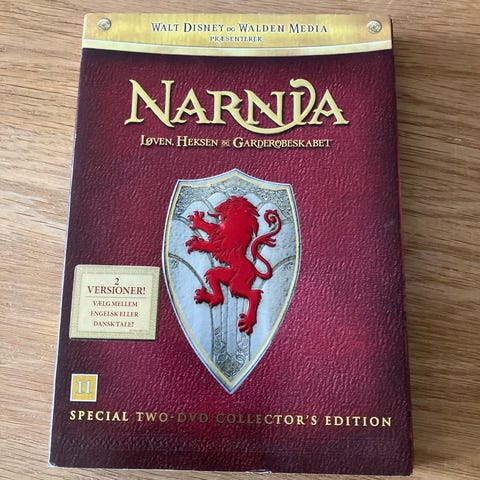 WALT DISNEY OG WALDEN MEDIA
PRÆSENTERER
NARNIA
LØVEN, HEKSEN OG GARDEROBESKABET
2
VERSIONER!
VÆLG MELLEM
ENGELSK ELLER
DANSK TALE!
11
SPECIAL TWO-DVD COLLECTOR'S EDITION